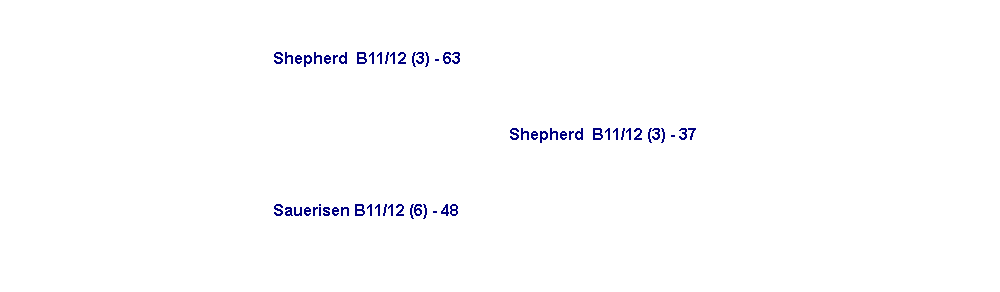 Shepherd  B11/12 (3) - 63
Shepherd  B11/12 (3) - 37
Sauerisen B11/12 (6) - 48